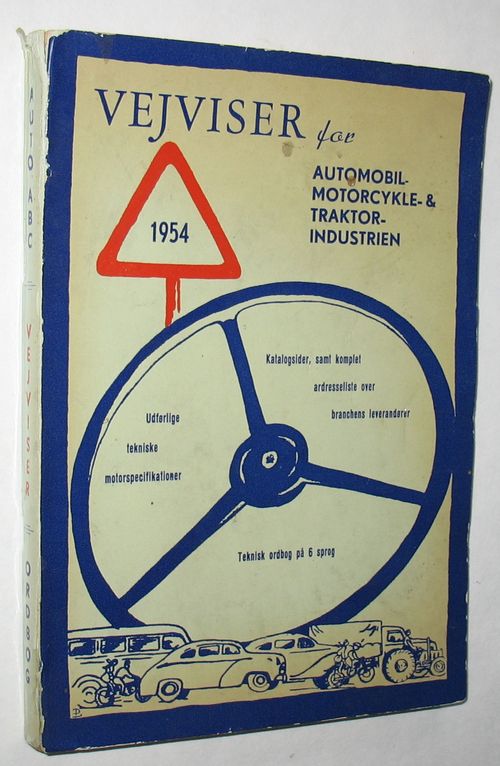 AUTO ABC VEJVISER ORDBOG
VEJVISER for
AUTOMOBIL-
MOTORCYKLE- &
TRAKTOR-
INDUSTRIEN
1954
Katalogsider, samt komplet
ardresseliste over
branchens leverandører
Udførlige
tekniske
motorspecifikationer
Teknisk ordbog på 6 sprog